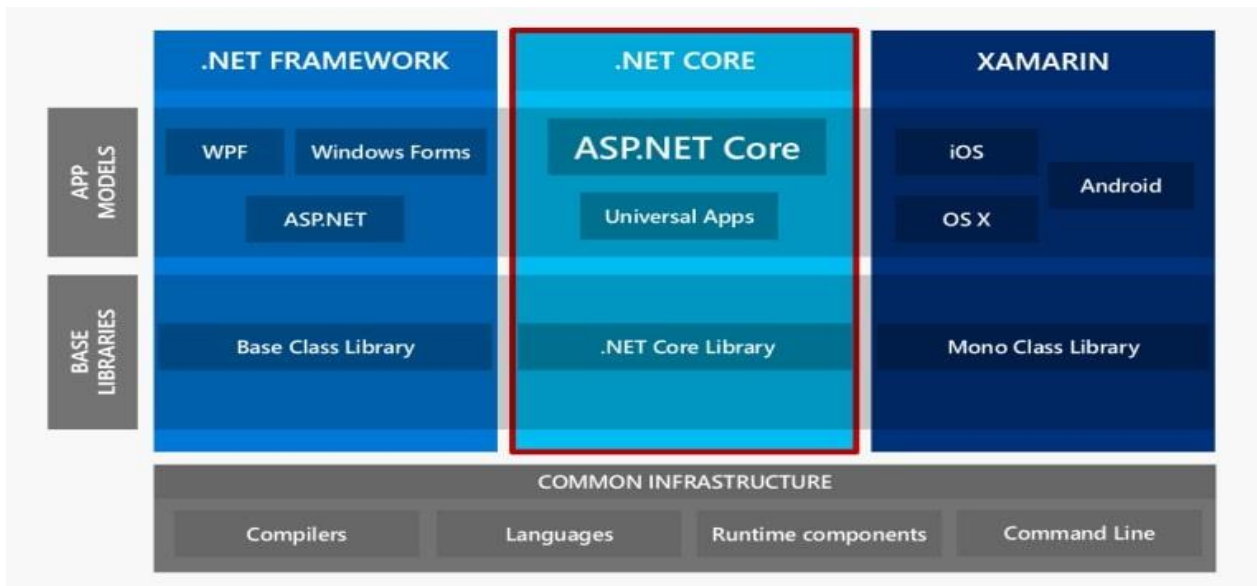 .NET FRAMEWORK
.NET CORE
XAMARIN
APP
MODELS
WPF
Windows Forms
ASP.NET
ASP.NET Core
Universal Apps
iOS
Android
OS X
BASE
LIBRARIES
Base Class Library
.NET Core Library
Mono Class Library
COMMON INFRASTRUCTURE
Compilers
Languages
Runtime components
Command Line